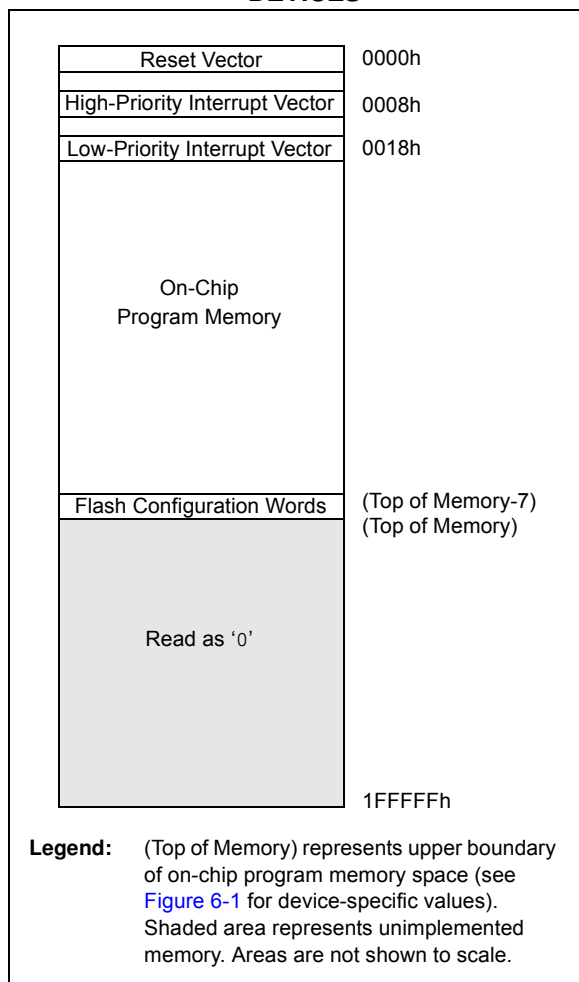 Reset Vector 0000h
High-Priority Interrupt Vector 0008h
Low-Priority Interrupt Vector 0018h
On-Chip
Program Memory
Flash Configuration Words (Top of Memory-7)
(Top of Memory)
Read as ‘0’
1FFFFFh
Legend: (Top of Memory) represents upper boundary
of on-chip program memory space (see
Figure 6-1 for device-specific values).
Shaded area represents unimplemented
memory. Areas are not shown to scale.